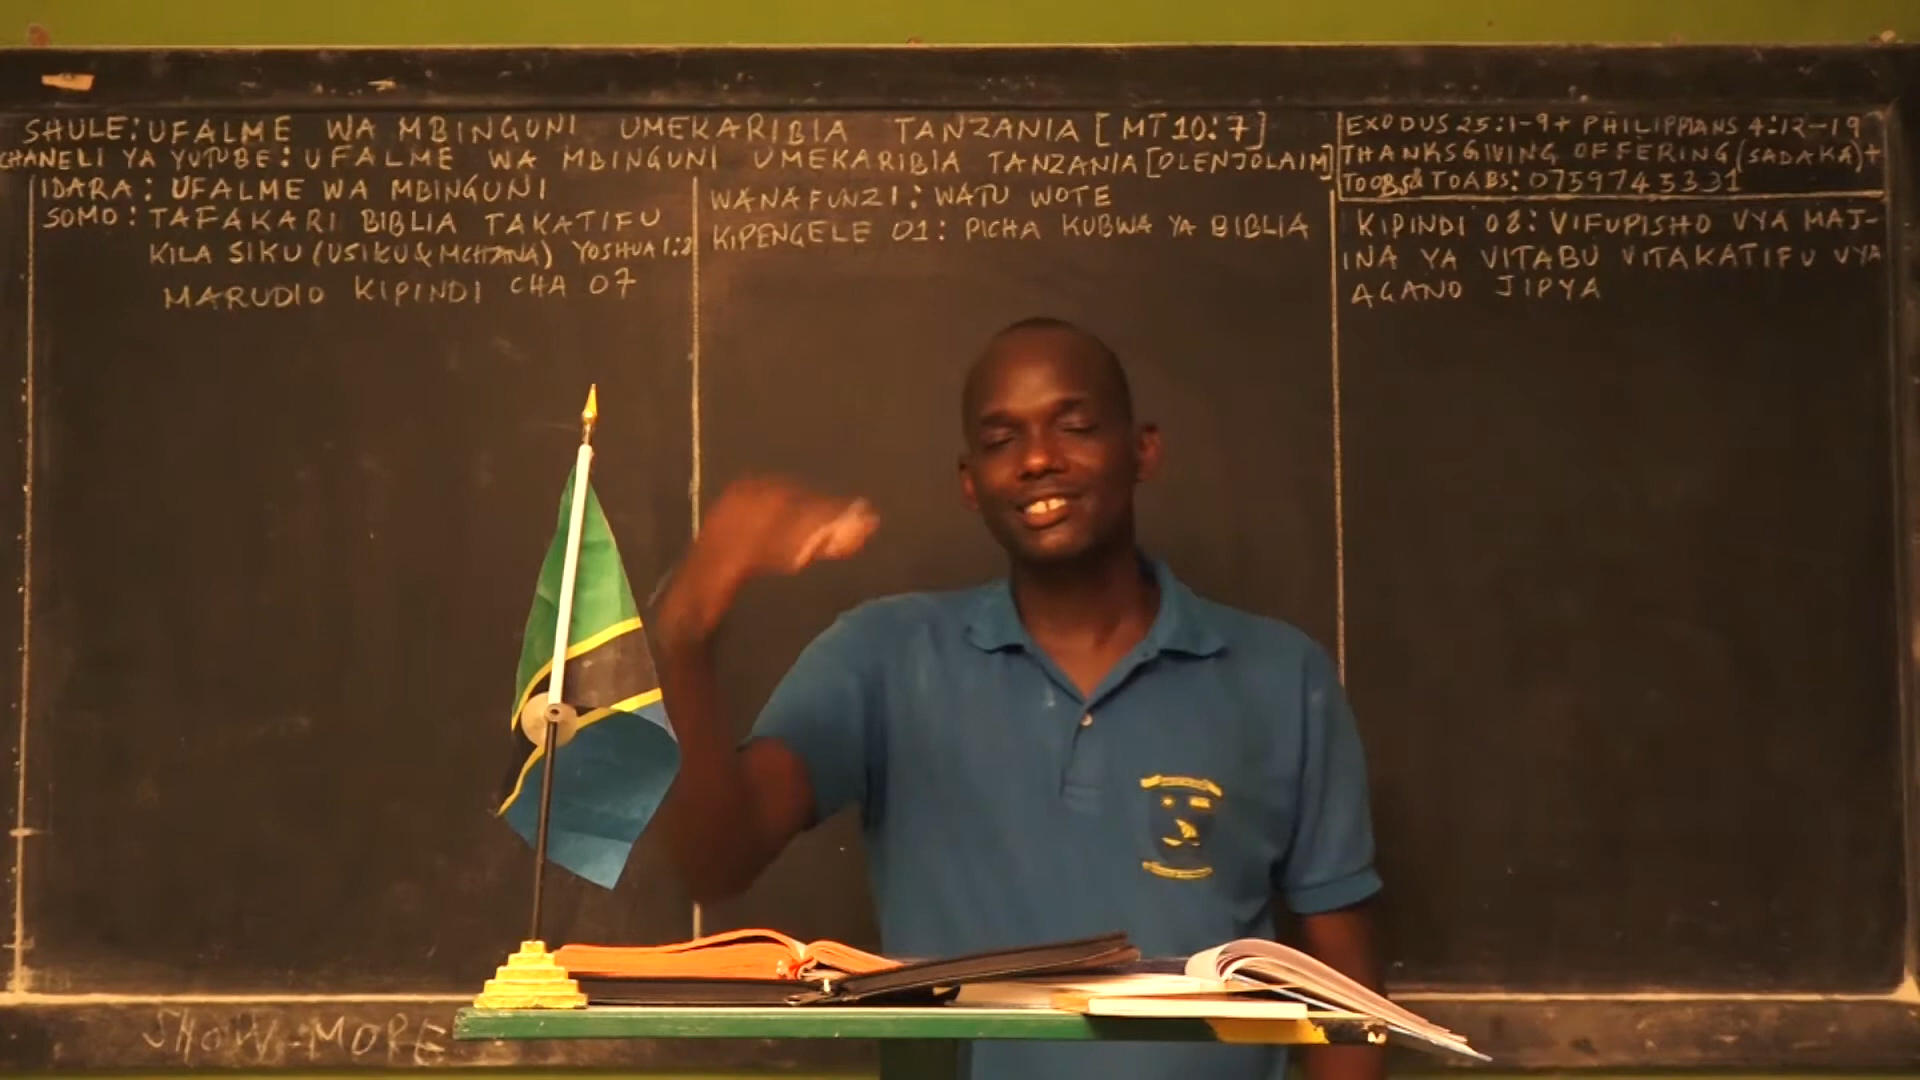 SHULE: UFALME WA MBINGUNI UMEKARIBIA TANZANIA [MT 10:7]
CHANELI YA YUTUBE: UFALME WA MBINGUNI UMEKARIBIA TANZANIA [OLENJOLAIM]
IDARA: UFALME WA MBINGUNI
SOMO: TAFAKARI BIBLIA TAKATIFU
KILA SIKU (USIKU & MCHANA) YOSHUA 1:8
MARUDIO KIPINDI CHA 07
WANAFUNZI: WATU WOTE
KIPENGELE 01: PICHA KUBWA YA BIBLIA
EXODUS 25:1-9 + PHILIPPIANS 4:12-19
THANKSGIVING OFFERING (SADAKA) +
TOOBS & TOABS: 0759745331
KIPINDI 08: VIFUPISHO VYA MAJ-
INA YA VITABU VITAKATIFU VYA
AGANO JIPYA
SHOW MORE